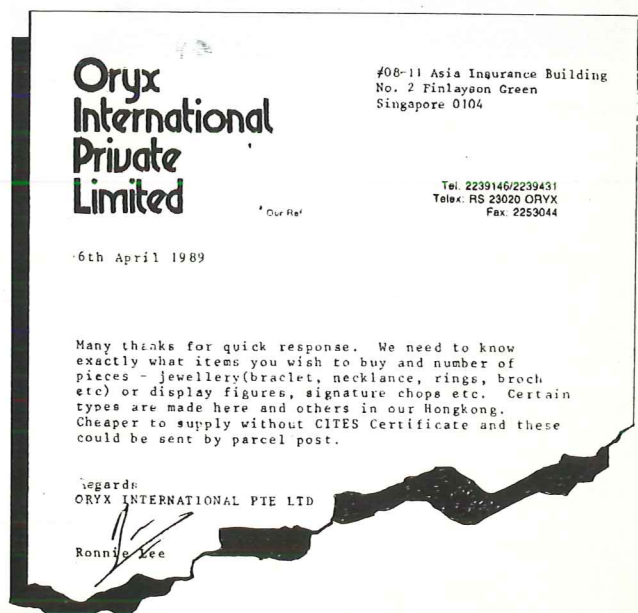 Oryx
International
Private
Limited
#08-11 Asia Insurance Building
No. 2 Finlayson Green
Singapore 0104
Tel: 2239146/2239431
Telex: RS 23020 ORYX
Fax: 2253044
Our Ref
6th April 1989
Many thanks for quick response. We need to know
exactly what items you wish to buy and number of
pieces - jewellery(braclet, necklance, rings, broch
etc) or display figures, signature chops etc. Certain
types are made here and others in our Hongkong.
Cheaper to supply without CITES Certificate and these
could be sent by parcel post.
Regards
ORYX INTERNATIONAL PTE LTD
Ronnie Lee